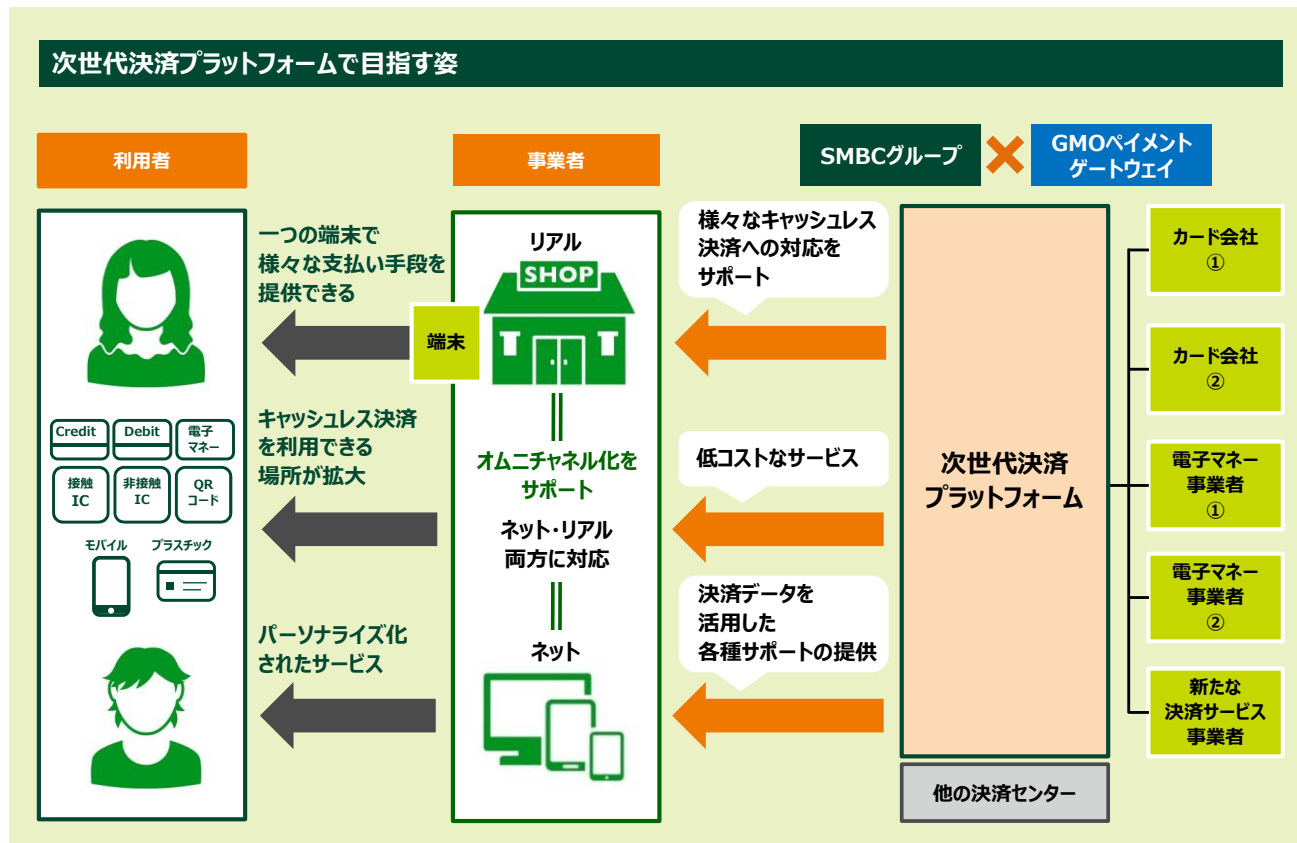 次世代決済プラットフォームで目指す姿
利用者
事業者
SMBCグループ
GMOペイメント
ゲートウェイ
一つの端末で
様々な支払い手段を
提供できる
キャッシュレス決済
を利用できる
場所が拡大
パーソナライズ化
されたサービス
Credit
Debit
電子
マネー
接触
IC
非接触
IC
QR
コード
モバイル
プラスチック
端末
リアル
SHOP
オムニチャネル化を
サポート
ネット・リアル
両方に対応
ネット
様々なキャッシュレス
決済への対応を
サポート
低コストなサービス
決済データを
活用した
各種サポートの提供
次世代決済
プラットフォーム
他の決済センター
カード会社
①
カード会社
②
電子マネー
事業者
①
電子マネー
事業者
②
新たな
決済サービス
事業者